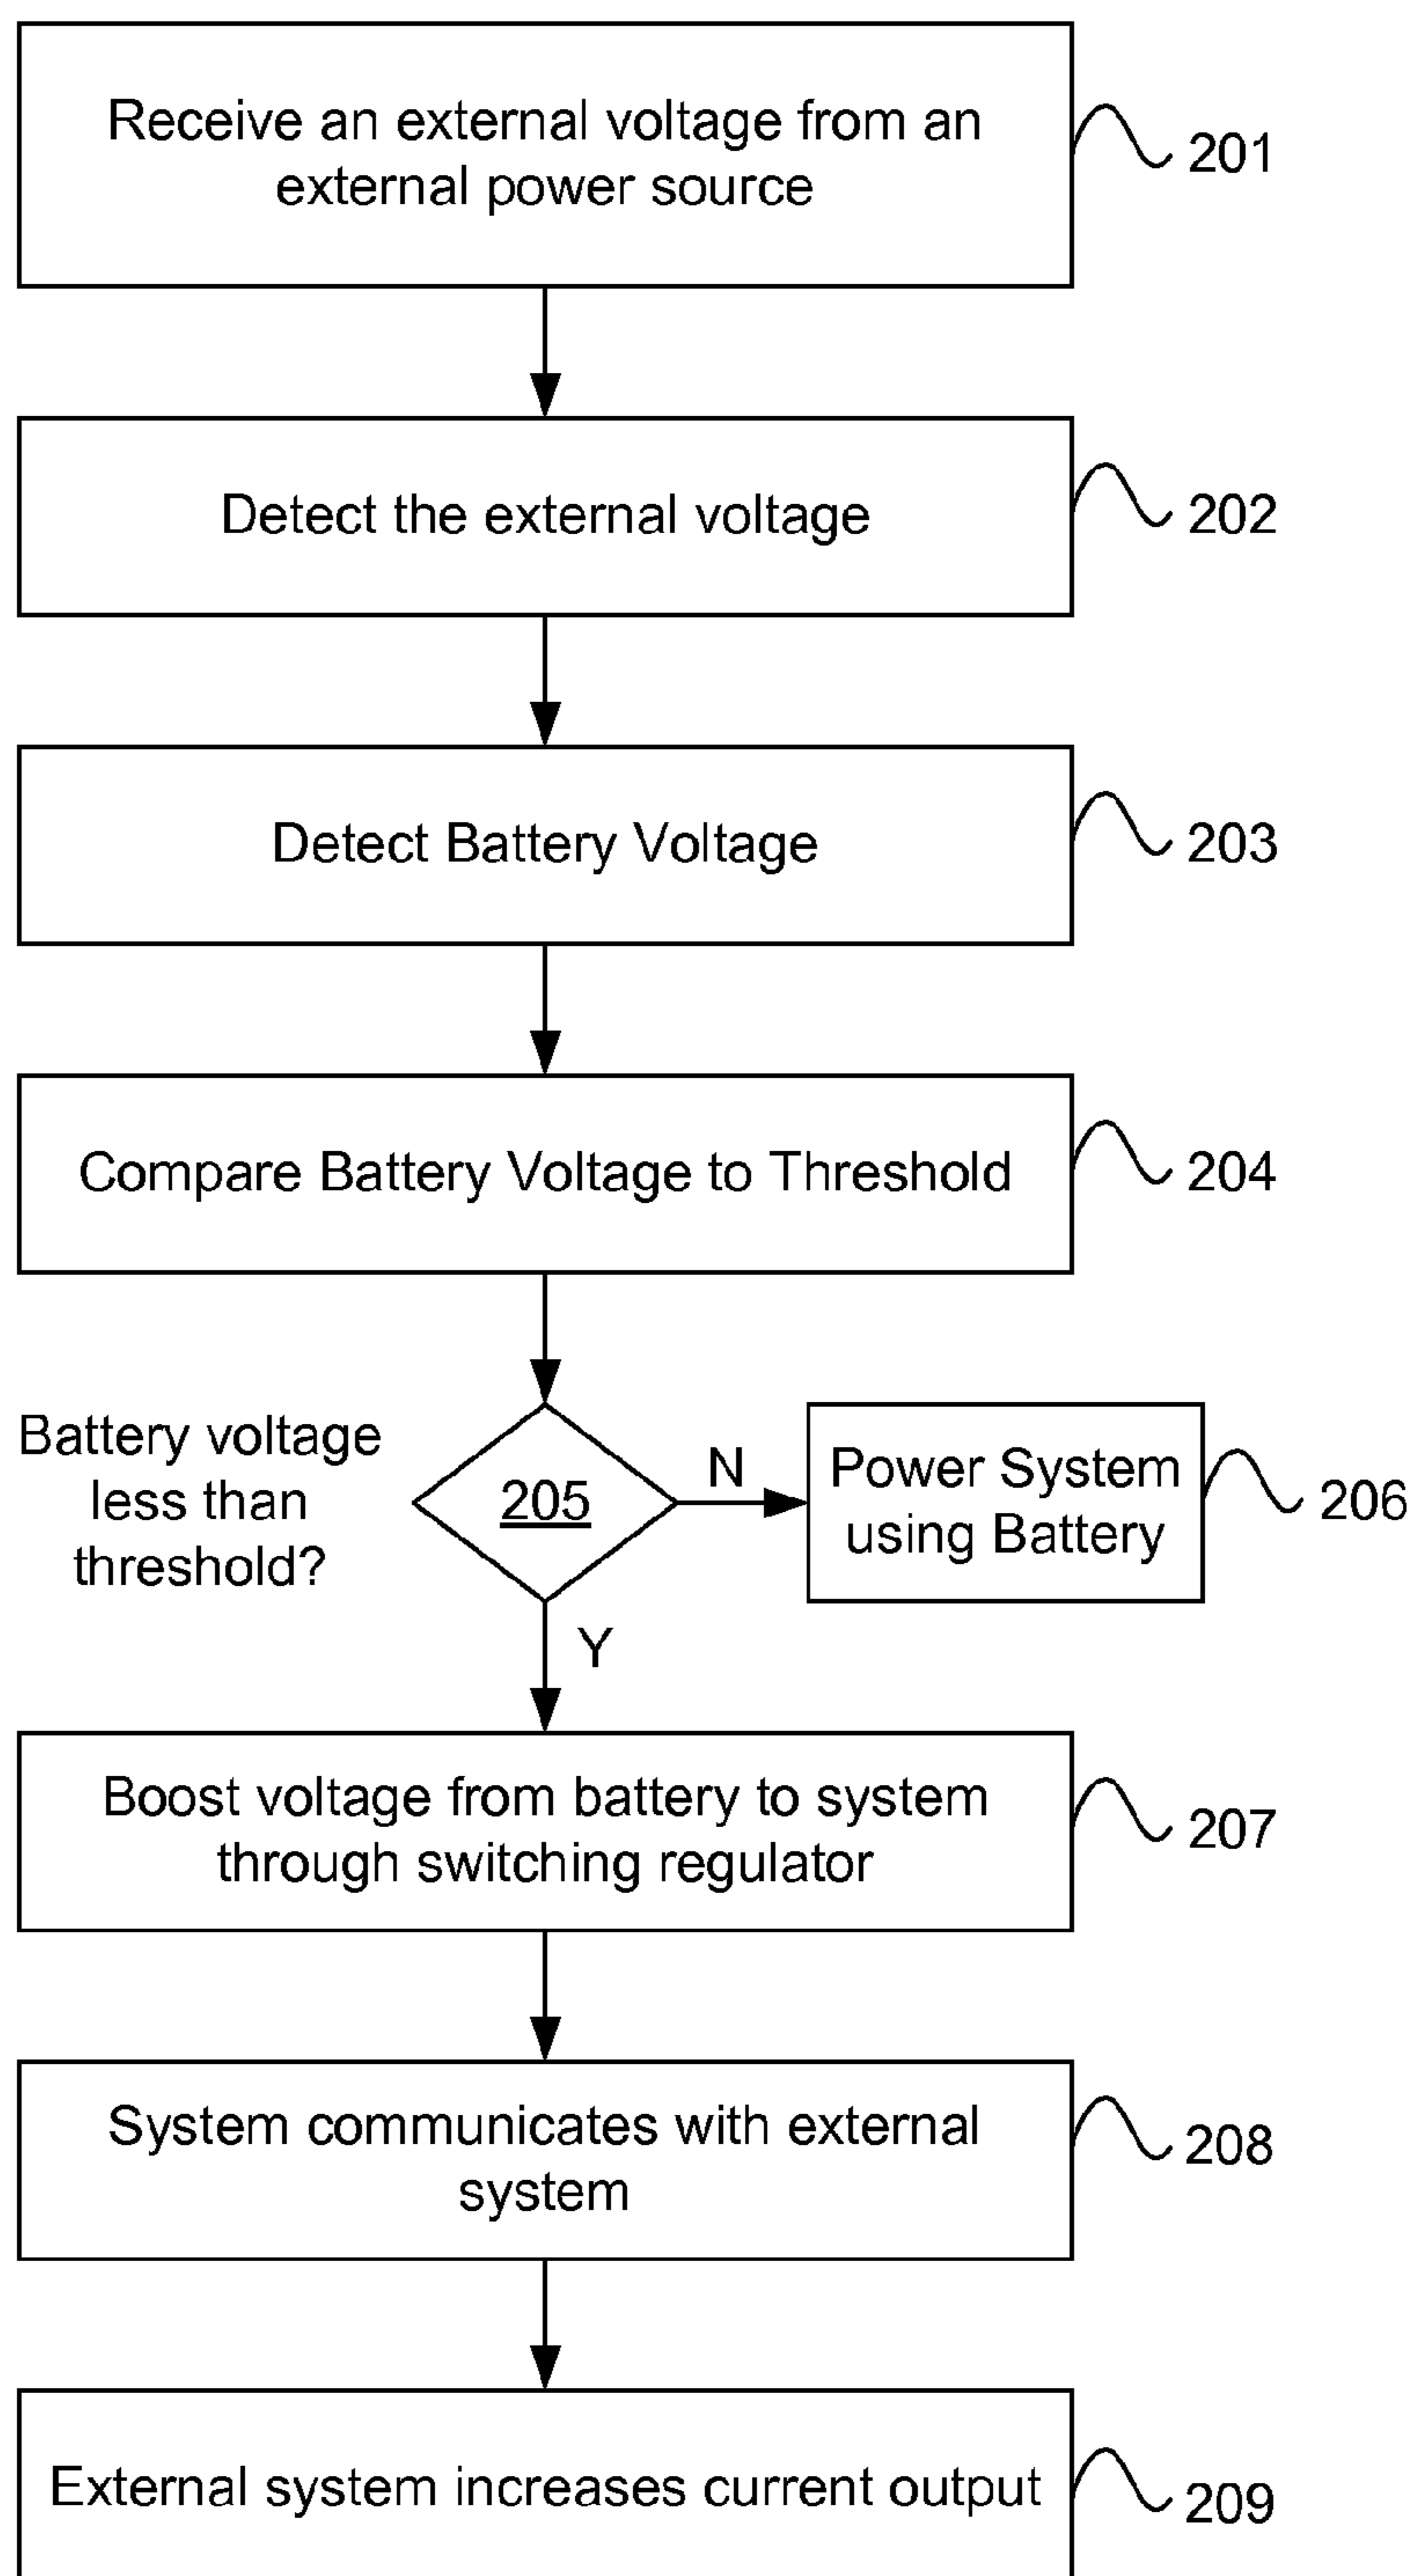 Receive an external voltage from an
external power source
201
Detect the external voltage
202
Detect Battery Voltage
203
Compare Battery Voltage to Threshold
204
Battery voltage
less than
threshold?
205
N
Power System
using Battery
206
Y
Boost voltage from battery to system
through switching regulator
207
System communicates with external
system
208
External system increases current output
209